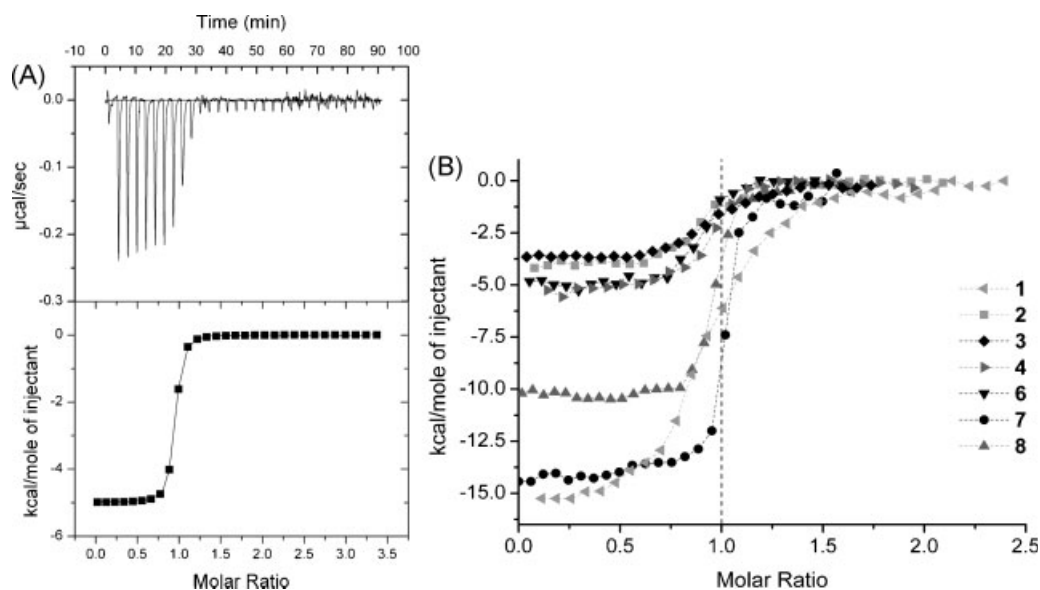 Time (min)
-10 0 10 20 30 40 50 60 70 80 90 100
(A)
0.0
-0.1
-0.2
-0.3
µcal/sec
0
-2
-4
-6
kcal/mole of injectant
0.0 0.5 1.0 1.5 2.0 2.5 3.0 3.5
Molar Ratio
(B)
0.0
-2.5
-5.0
-7.5
-10.0
-12.5
-15.0
kcal/mole of injectant
1
2
3
4
6
7
8
0.0 0.5 1.0 1.5 2.0 2.5
Molar Ratio